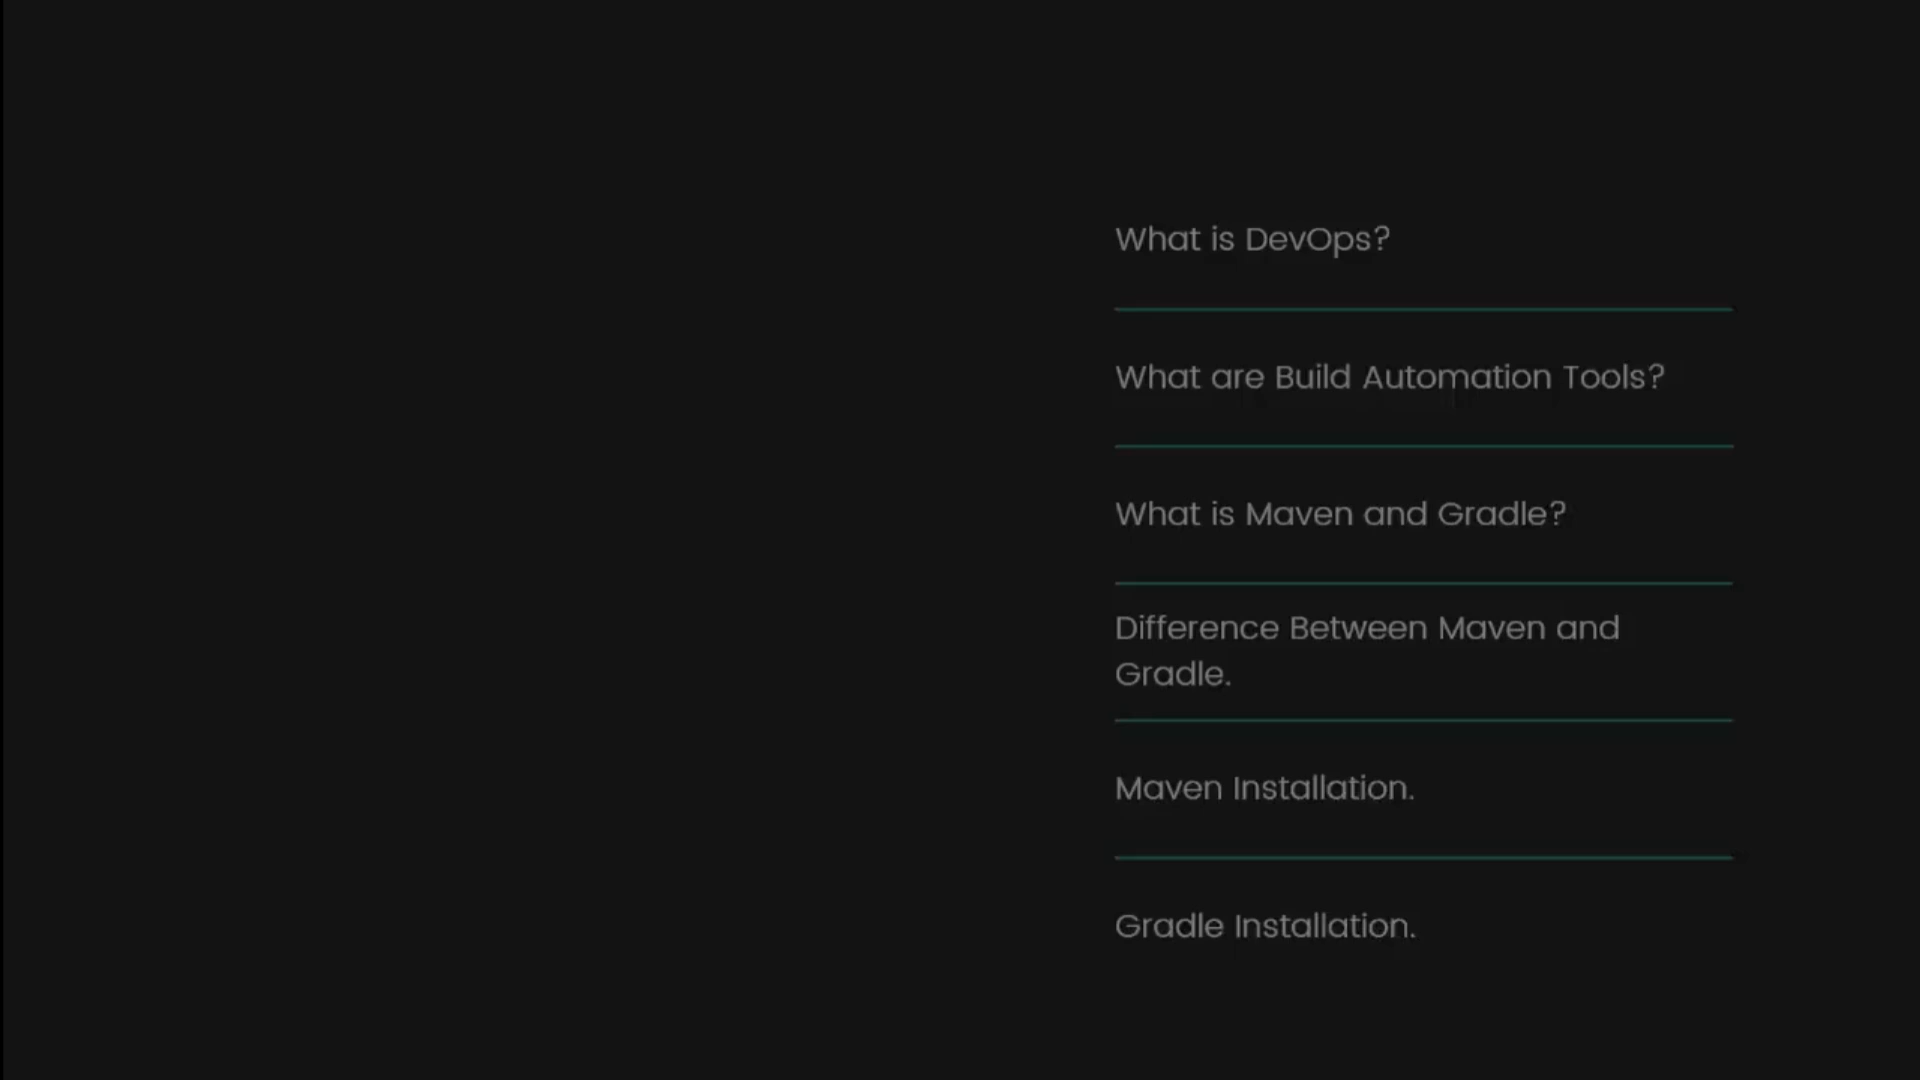 What is DevOps?
What are Build Automation Tools?
What is Maven and Gradle?
Difference Between Maven and
Gradle.
Maven Installation.
Gradle Installation.